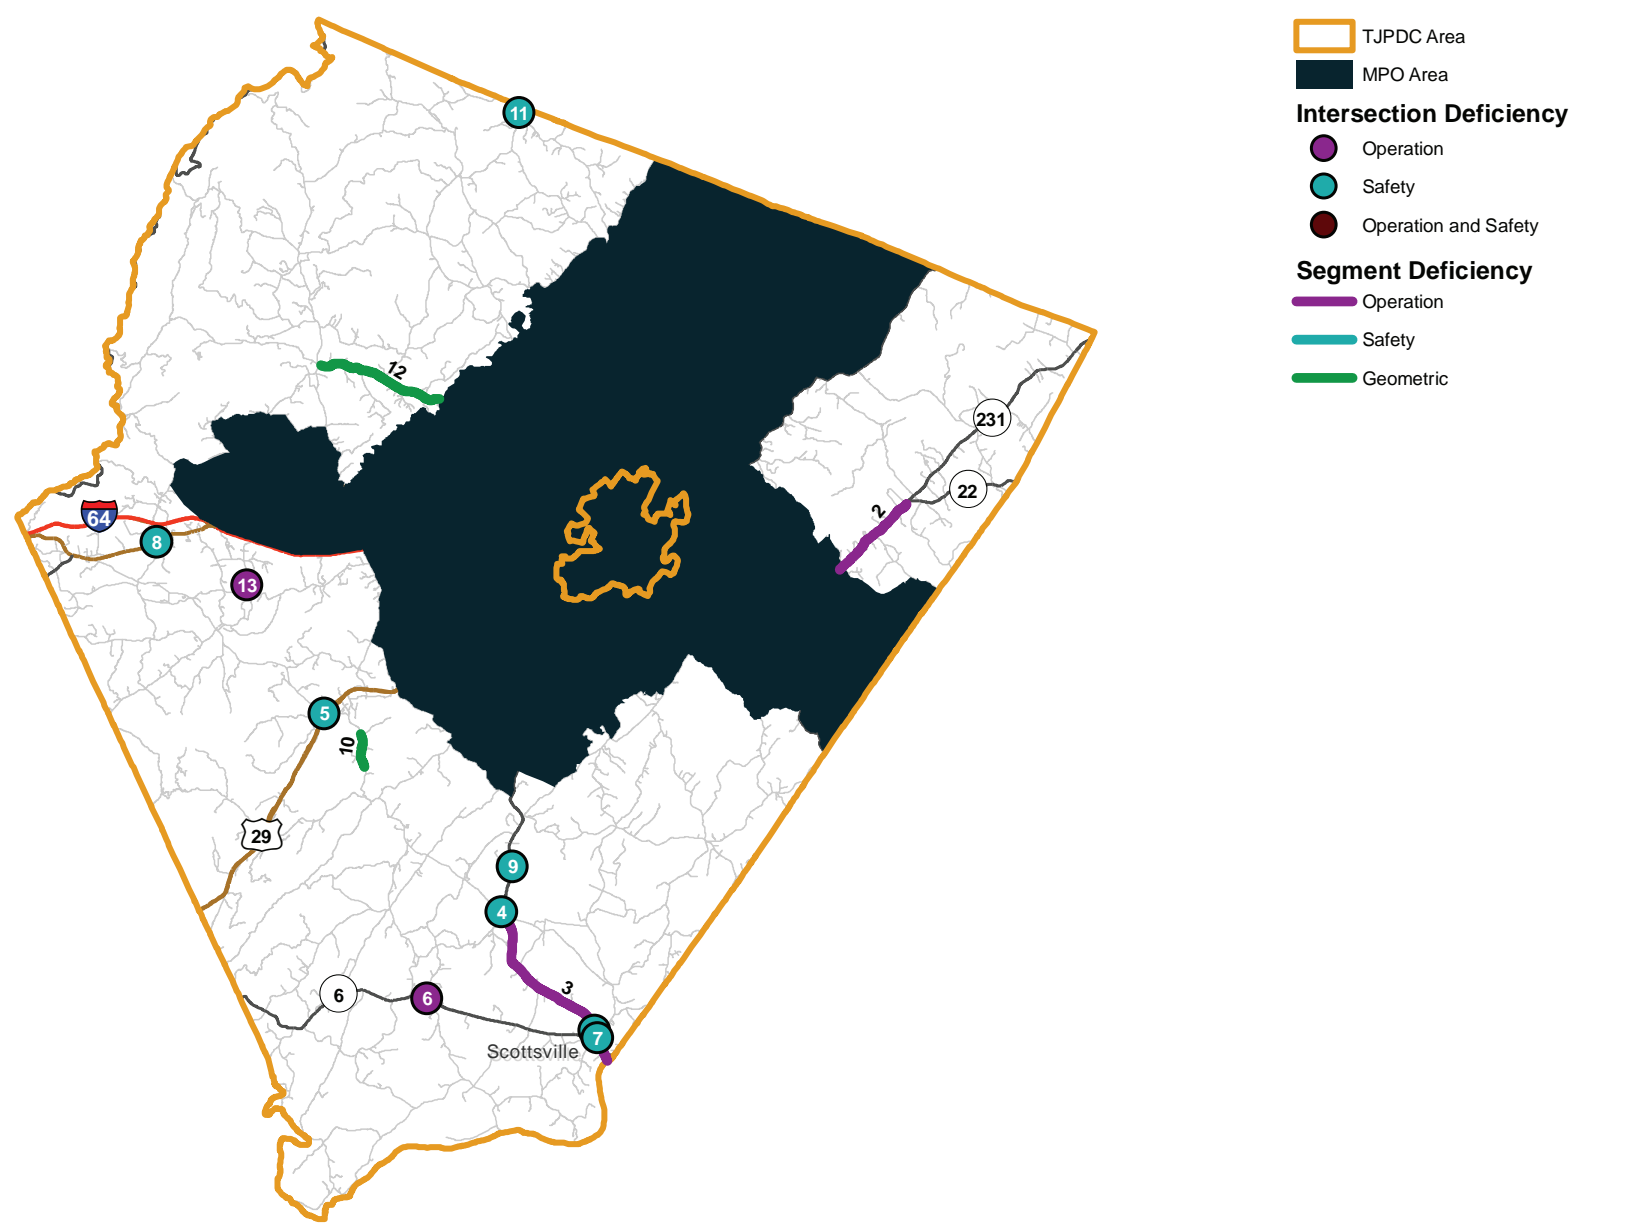 TJPDC Area
MPO Area
Intersection Deficiency
Operation
Safety
Operation and Safety
Segment Deficiency
Operation
Safety
Geometric
11
12
231
22
2
64
8
13
5
10
29
9
4
3
6
6
7
Scottsville